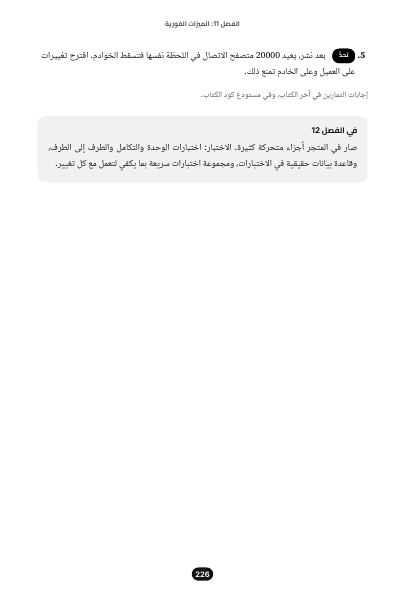 الفصل 11: الميزات الفورية
5. تحدٍّ بعد نشر، يعيد 20000 متصفح الاتصال في اللحظة نفسها فتسقط الخوادم. اقترح تغييرات
على العميل وعلى الخادم تمنع ذلك.
إجابات التمارين في آخر الكتاب، وفي مستودع كود الكتاب.
في الفصل 12
صار في المتجر أجزاء متحركة كثيرة. الاختبار: اختبارات الوحدة والتكامل والطرف إلى الطرف،
وقاعدة بيانات حقيقية في الاختبارات، ومجموعة اختبارات سريعة بما يكفي لتعمل مع كل تغيير.
226